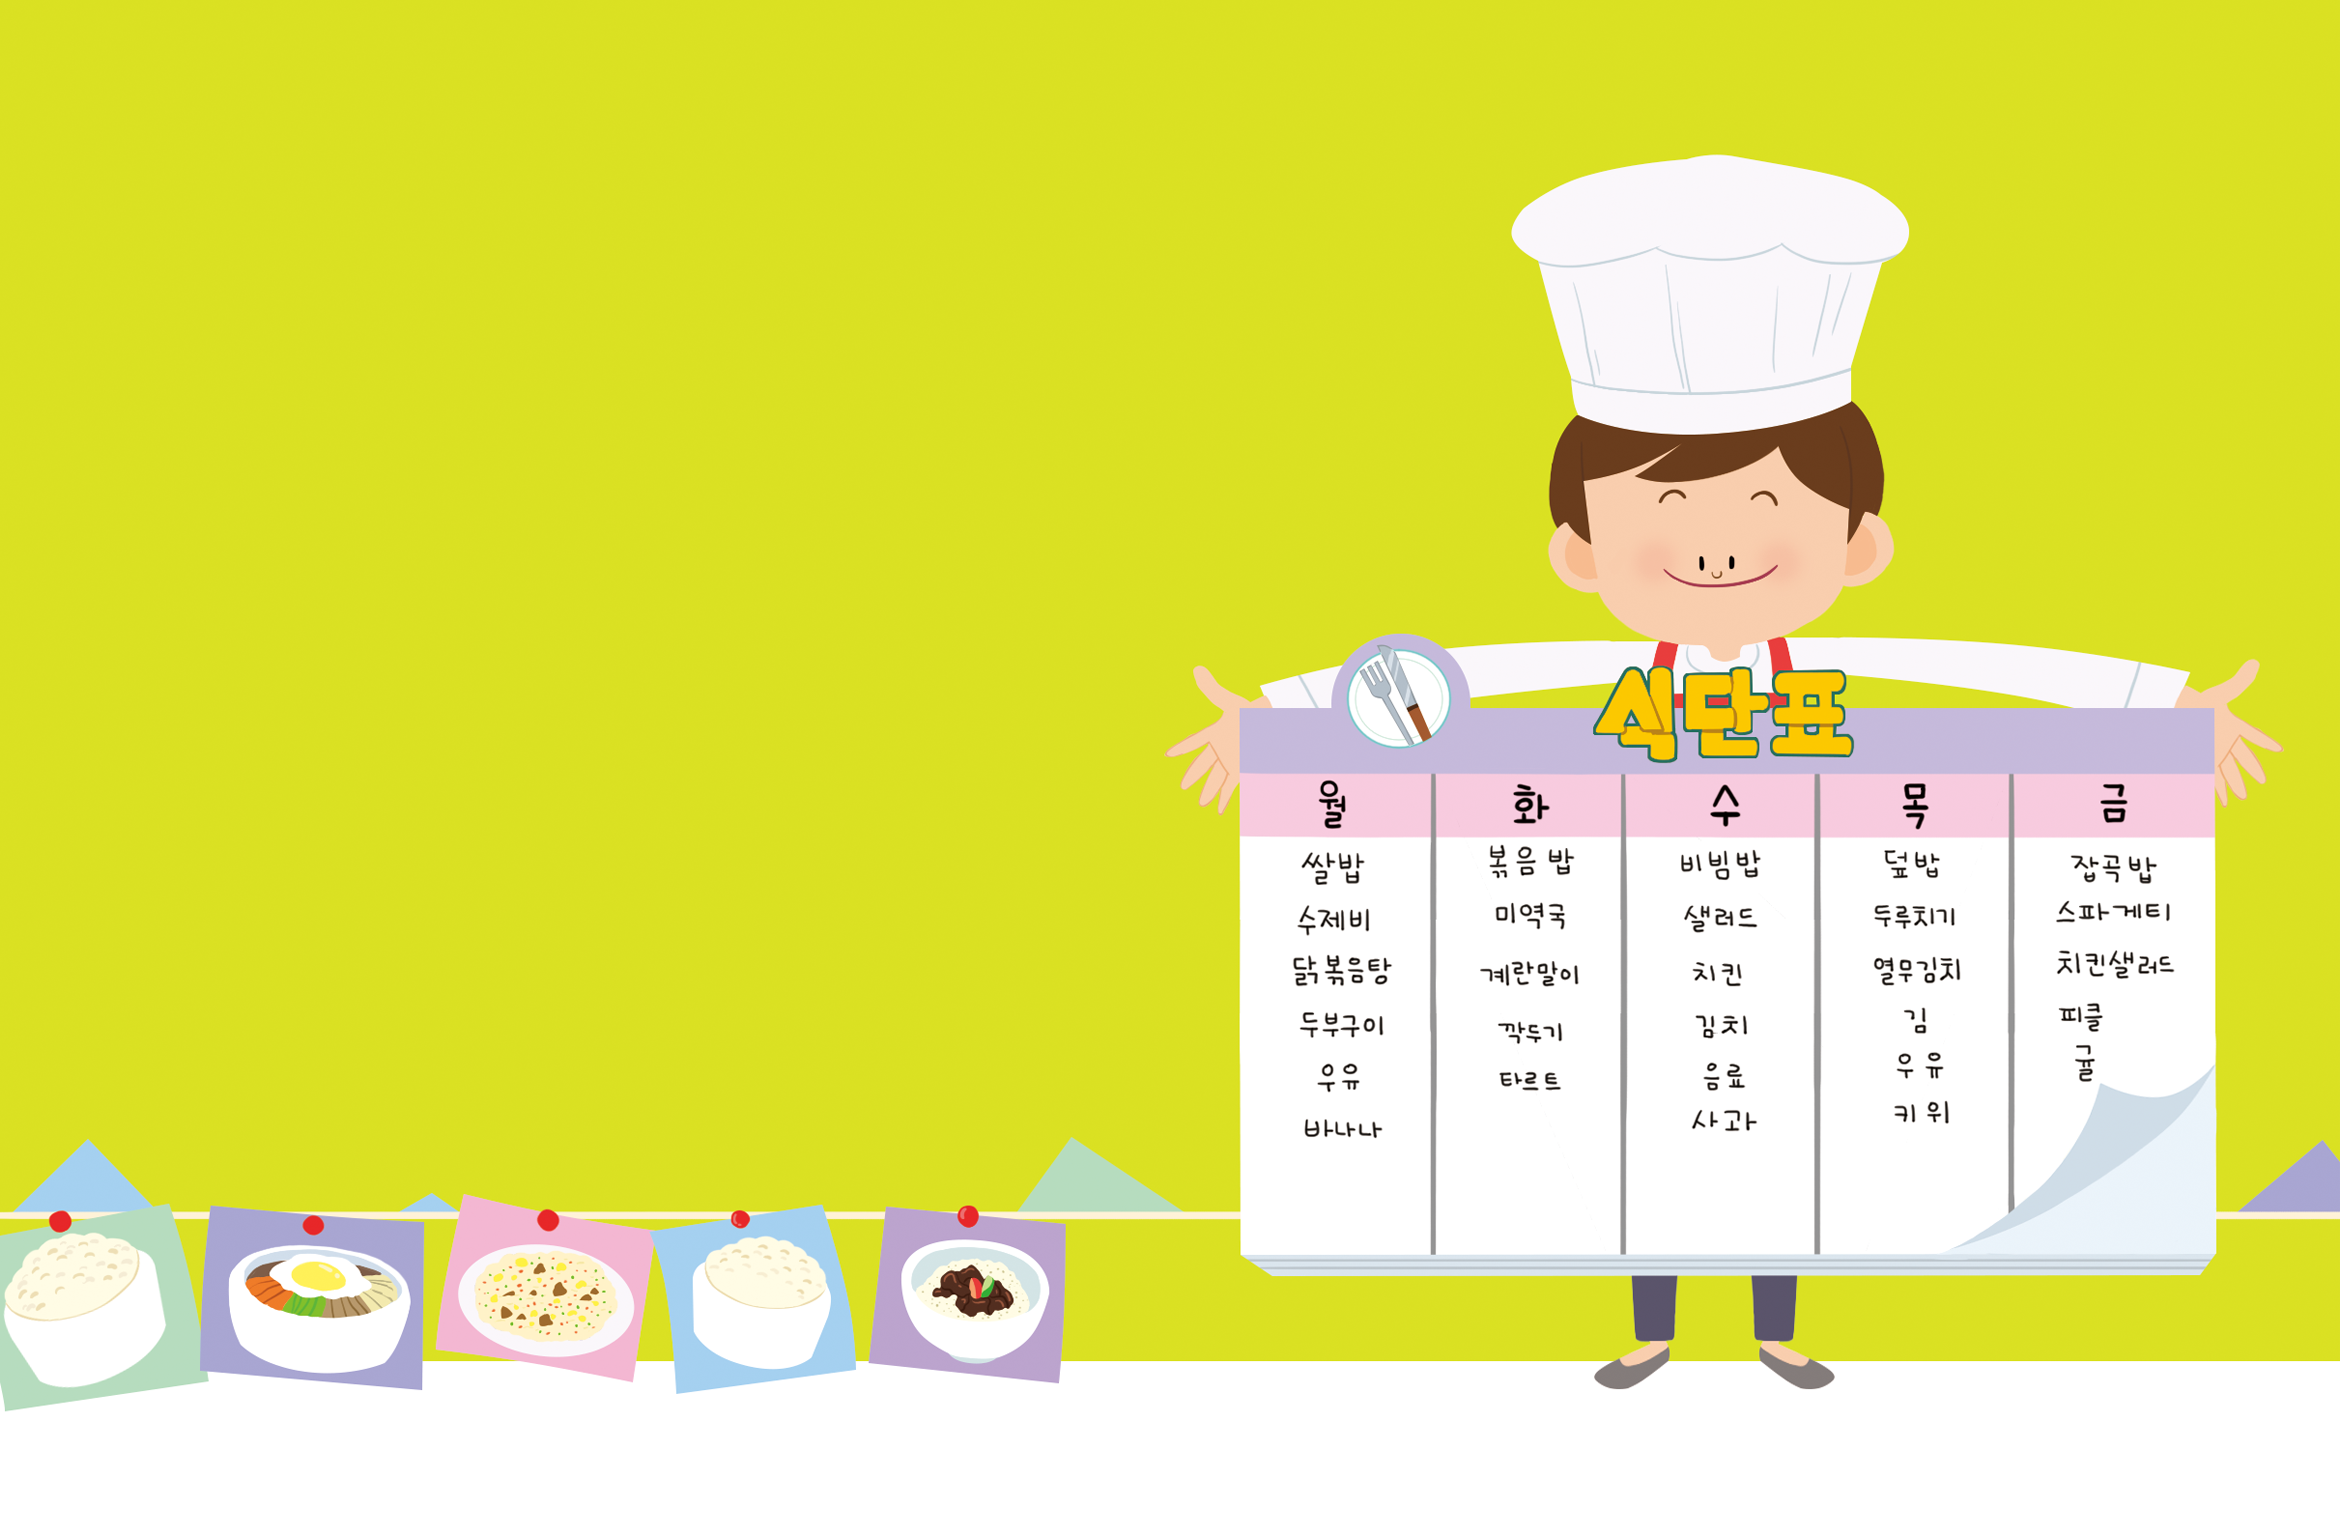 식단표
월 화 수 목 금
쌀밥 볶음 밥 비빔밥 덮밥 잡곡밥
수제비 미역국 샐러드 두루치기 스파게티
닭볶음탕 계란말이 치킨 열무김치 치킨샐러드
두부구이 깍두기 김치 김 피클
우유 타르트 음료 우유 귤
바나나 사과 키위